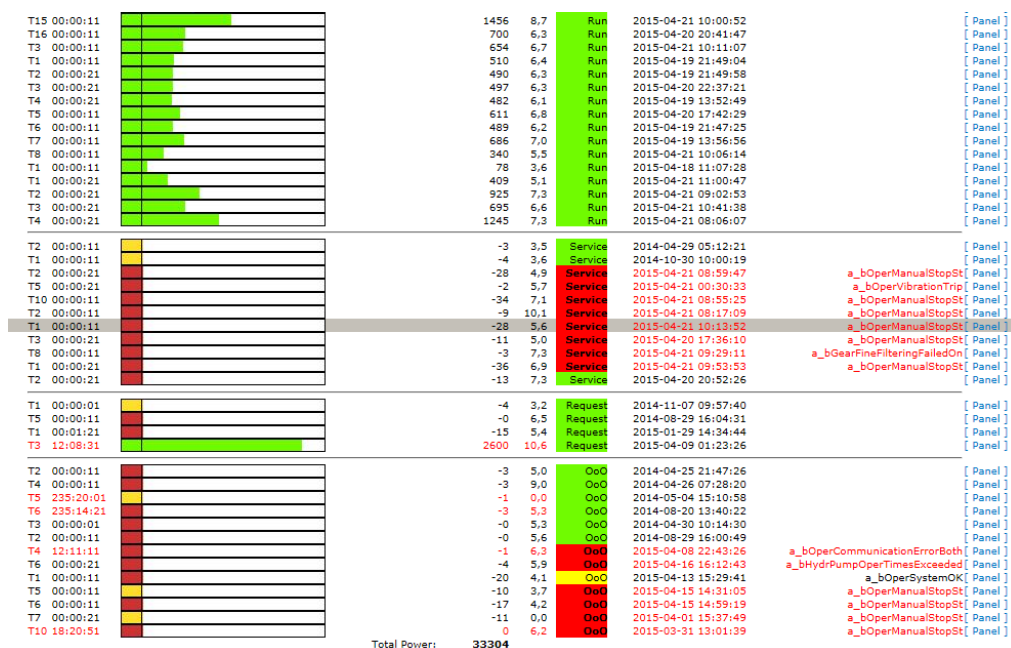 T15 00:00:11 1456 8,7 Run 2015-04-21 10:00:52 [ Panel ]
T16 00:00:11 700 6,3 Run 2015-04-20 20:41:47 [ Panel ]
T3 00:00:11 654 6,7 Run 2015-04-21 10:11:07 [ Panel ]
T1 00:00:11 510 6,4 Run 2015-04-19 21:49:04 [ Panel ]
T2 00:00:21 490 6,3 Run 2015-04-19 21:49:58 [ Panel ]
T3 00:00:21 497 6,3 Run 2015-04-20 22:37:21 [ Panel ]
T4 00:00:21 482 6,1 Run 2015-04-19 13:52:49 [ Panel ]
T5 00:00:11 611 6,8 Run 2015-04-20 17:42:29 [ Panel ]
T6 00:00:21 489 6,2 Run 2015-04-19 21:47:25 [ Panel ]
T7 00:00:11 686 7,0 Run 2015-04-19 13:56:56 [ Panel ]
T8 00:00:11 340 5,5 Run 2015-04-21 10:06:14 [ Panel ]
T1 00:00:11 78 3,6 Run 2015-04-18 11:07:28 [ Panel ]
T1 00:00:21 409 5,1 Run 2015-04-21 11:00:47 [ Panel ]
T2 00:00:21 925 7,3 Run 2015-04-21 09:02:53 [ Panel ]
T3 00:00:21 695 6,6 Run 2015-04-21 10:41:38 [ Panel ]
T4 00:00:21 1245 7,3 Run 2015-04-21 08:06:07 [ Panel ]
T2 00:00:11 -3 3,5 Service 2014-04-29 05:12:21 [ Panel ]
T1 00:00:11 -4 3,6 Service 2014-10-30 10:00:19 [ Panel ]
T2 00:00:21 -28 4,9 Service 2015-04-21 08:59:47 a_bOperManualStopSt[ Panel ]
T5 00:00:21 -2 5,7 Service 2015-04-21 00:30:33 a_bOperVibrationTrip[ Panel ]
T10 00:00:11 -34 7,1 Service 2015-04-21 08:55:25 a_bOperManualStopSt[ Panel ]
T2 00:00:11 -9 10,1 Service 2015-04-21 08:17:09 a_bOperManualStopSt[ Panel ]
T1 00:00:11 -28 5,6 Service 2015-04-21 10:13:52 a_bOperManualStopSt[ Panel ]
T3 00:00:21 -11 5,0 Service 2015-04-20 17:36:10 a_bOperManualStopSt[ Panel ]
T8 00:00:11 -3 7,3 Service 2015-04-21 09:29:11 a_bGearFineFilteringFailedOn[ Panel ]
T1 00:00:21 -36 6,9 Service 2015-04-21 09:53:53 a_bOperManualStopSt[ Panel ]
T2 00:00:21 -13 7,3 Service 2015-04-20 20:52:26 [ Panel ]
T1 00:00:01 -4 3,2 Request 2014-11-07 09:57:40 [ Panel ]
T5 00:00:11 -0 6,5 Request 2014-08-29 16:04:31 [ Panel ]
T1 00:01:21 -15 5,4 Request 2015-01-29 14:34:44 [ Panel ]
T3 12:08:31 2600 10,6 Request 2015-04-09 01:23:26 [ Panel ]
T2 00:00:11 -3 5,0 OoO 2014-04-25 21:47:26 [ Panel ]
T4 00:00:11 -3 9,0 OoO 2014-04-26 07:28:20 [ Panel ]
T5 235:20:01 -1 0,0 OoO 2014-05-04 15:10:58 [ Panel ]
T6 235:14:21 -3 5,3 OoO 2014-08-20 13:40:22 [ Panel ]
T3 00:00:01 -0 5,3 OoO 2014-04-30 10:14:30 [ Panel ]
T2 00:00:11 -0 5,6 OoO 2014-08-29 16:00:49 [ Panel ]
T4 12:11:11 -1 6,3 OoO 2015-04-08 22:43:26 a_bOperCommunicationErrorBoth[ Panel ]
T6 00:00:21 -4 5,9 OoO 2015-04-16 16:12:43 a_bHydrPumpOperTimesExceeded[ Panel ]
T1 00:00:11 -20 4,1 OoO 2015-04-13 15:29:41 a_bOperSystemOK[ Panel ]
T5 00:00:11 -10 3,7 OoO 2015-04-15 14:31:05 a_bOperManualStopSt[ Panel ]
T6 00:00:11 -17 4,2 OoO 2015-04-15 14:59:19 a_bOperManualStopSt[ Panel ]
T7 00:00:21 -11 0,0 OoO 2015-04-01 15:37:49 a_bOperManualStopSt[ Panel ]
T10 18:20:51 0 6,2 OoO 2015-03-31 13:01:39 a_bOperManualStopSt[ Panel ]
Total Power: 33304